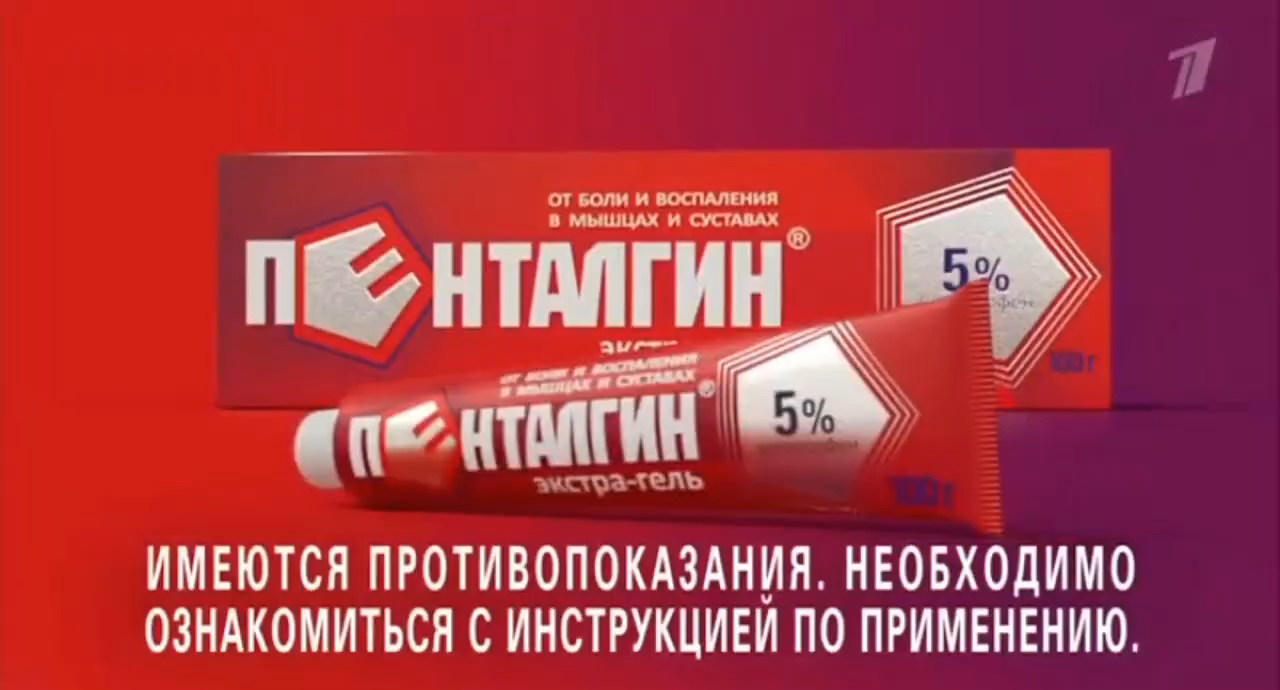 ОТ БОЛИ И ВОСПАЛЕНИЯ
В МЫШЦАХ И СУСТАВАХ
ПЕНТАЛГИН®
5%
100 г
ОТ БОЛИ И ВОСПАЛЕНИЯ
В МЫШЦАХ И СУСТАВАХ
ПЕНТАЛГИН®
ЭКСТРА-ГЕЛЬ
5%
100 г
ИМЕЮТСЯ ПРОТИВОПОКАЗАНИЯ. НЕОБХОДИМО
ОЗНАКОМИТЬСЯ С ИНСТРУКЦИЕЙ ПО ПРИМЕНЕНИЮ.